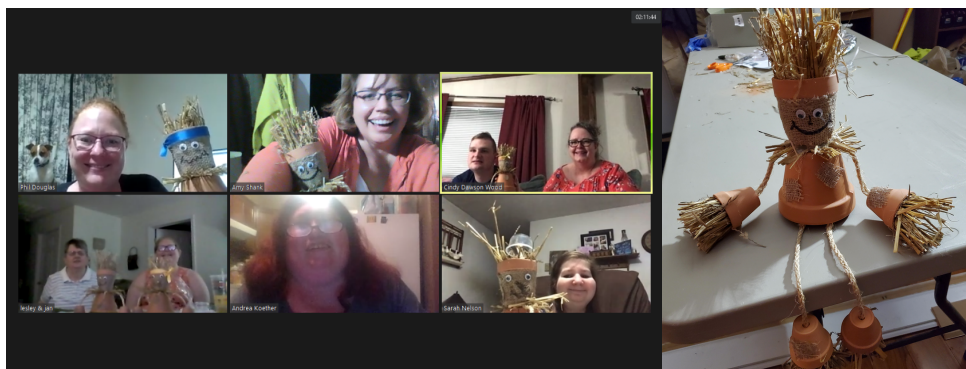 02:11:44
Phil Douglas
Amy Shank
Cindy Dawson Wood
lesley & jan
Andrea Koether
Sarah Nelson